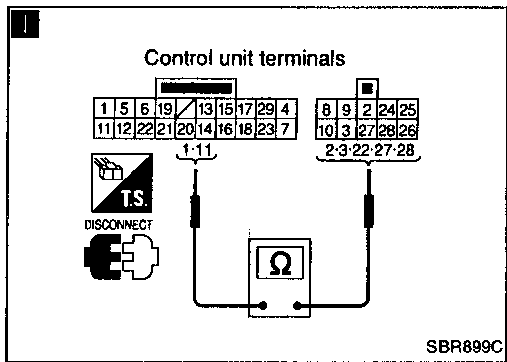 I
Control unit terminals
1 5 6 19 13 15 17 29 4
11 12 22 21 20 14 16 18 23 7
8 9 2 24 25
10 3 27 28 26
1·11
2·3·22·27·28
T.S.
DISCONNECT
Ω
SBR899C